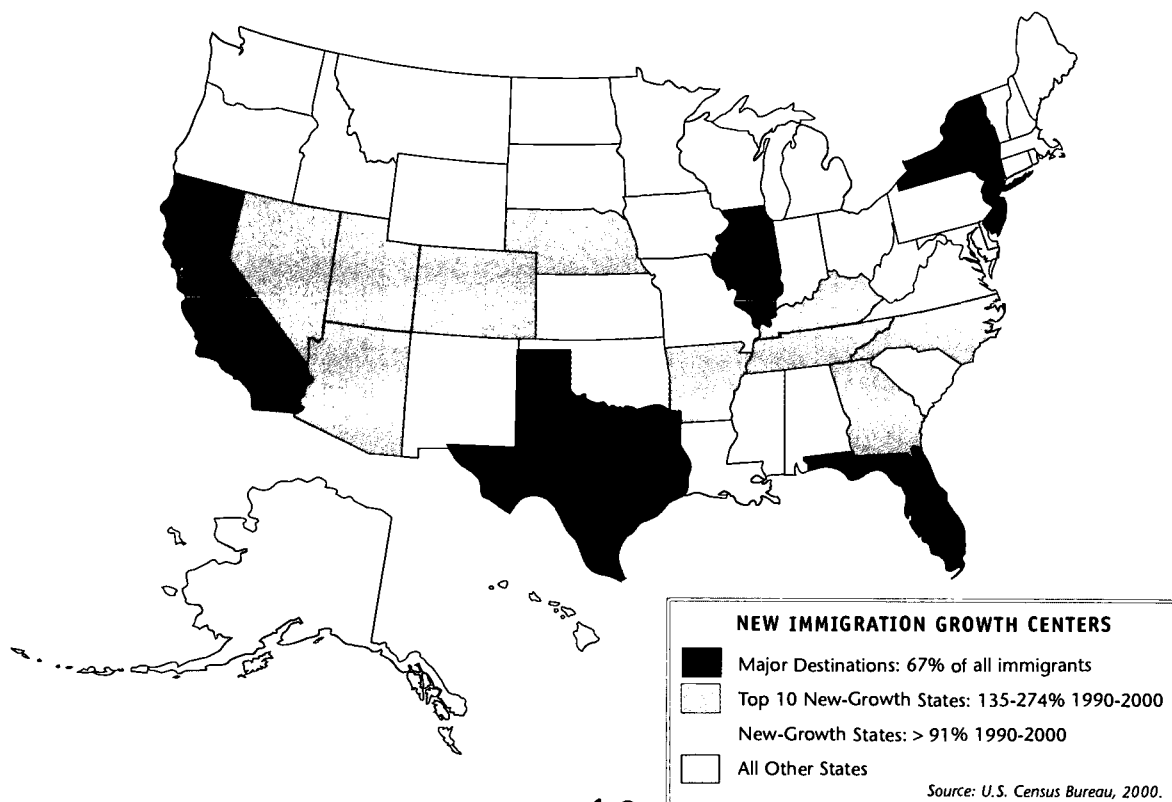 NEW IMMIGRATION GROWTH CENTERS
Major Destinations: 67% of all immigrants
Top 10 New-Growth States: 135-274% 1990-2000
New-Growth States: > 91% 1990-2000
All Other States
Source: U.S. Census Bureau, 2000.